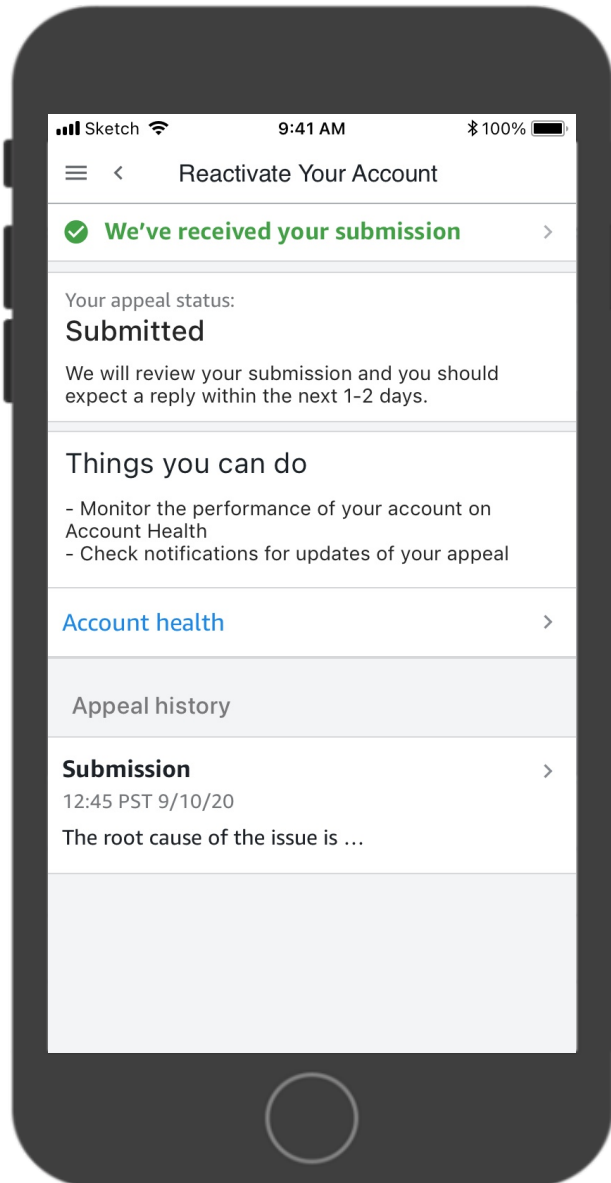 Sketch 9:41 AM 100%
Reactivate Your Account
We’ve received your submission
Your appeal status:
Submitted
We will review your submission and you should
expect a reply within the next 1-2 days.
Things you can do
- Monitor the performance of your account on
Account Health
- Check notifications for updates of your appeal
Account health
Appeal history
Submission
12:45 PST 9/10/20
The root cause of the issue is ...